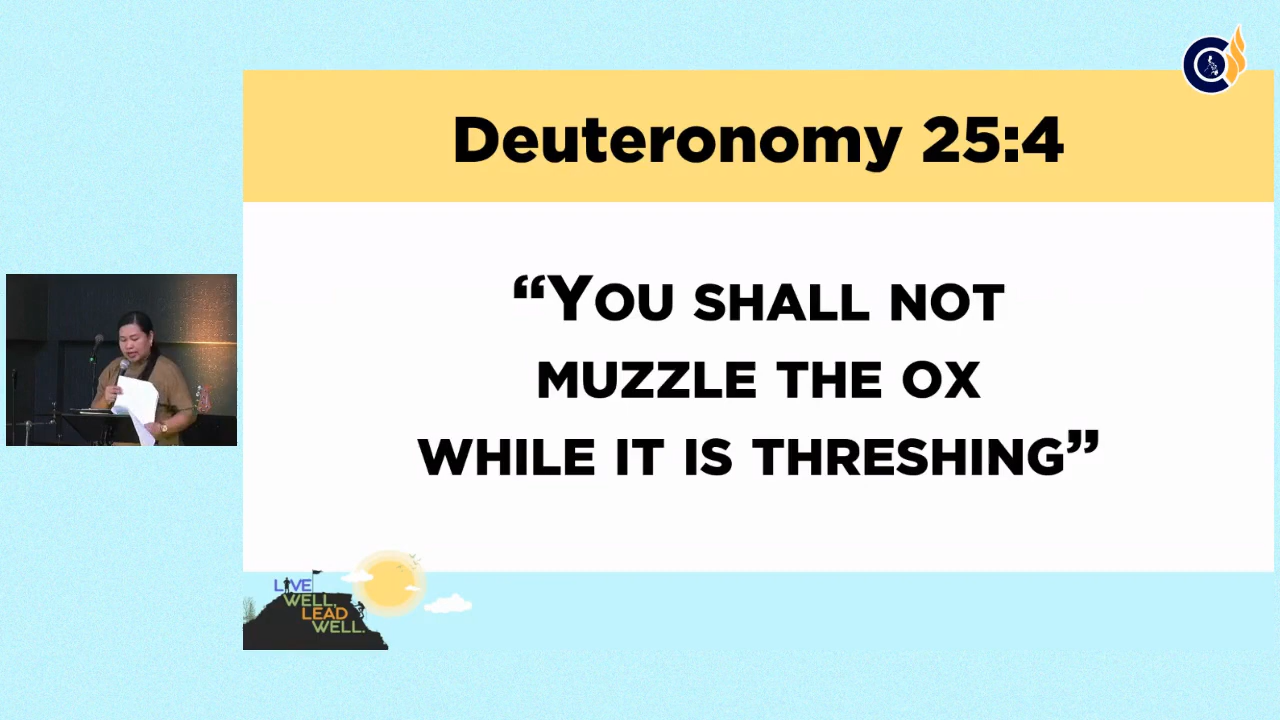 Deuteronomy 25:4
“YOU SHALL NOT
MUZZLE THE OX
WHILE IT IS THRESHING”
LIVE
WELL,
LEAD
WELL.